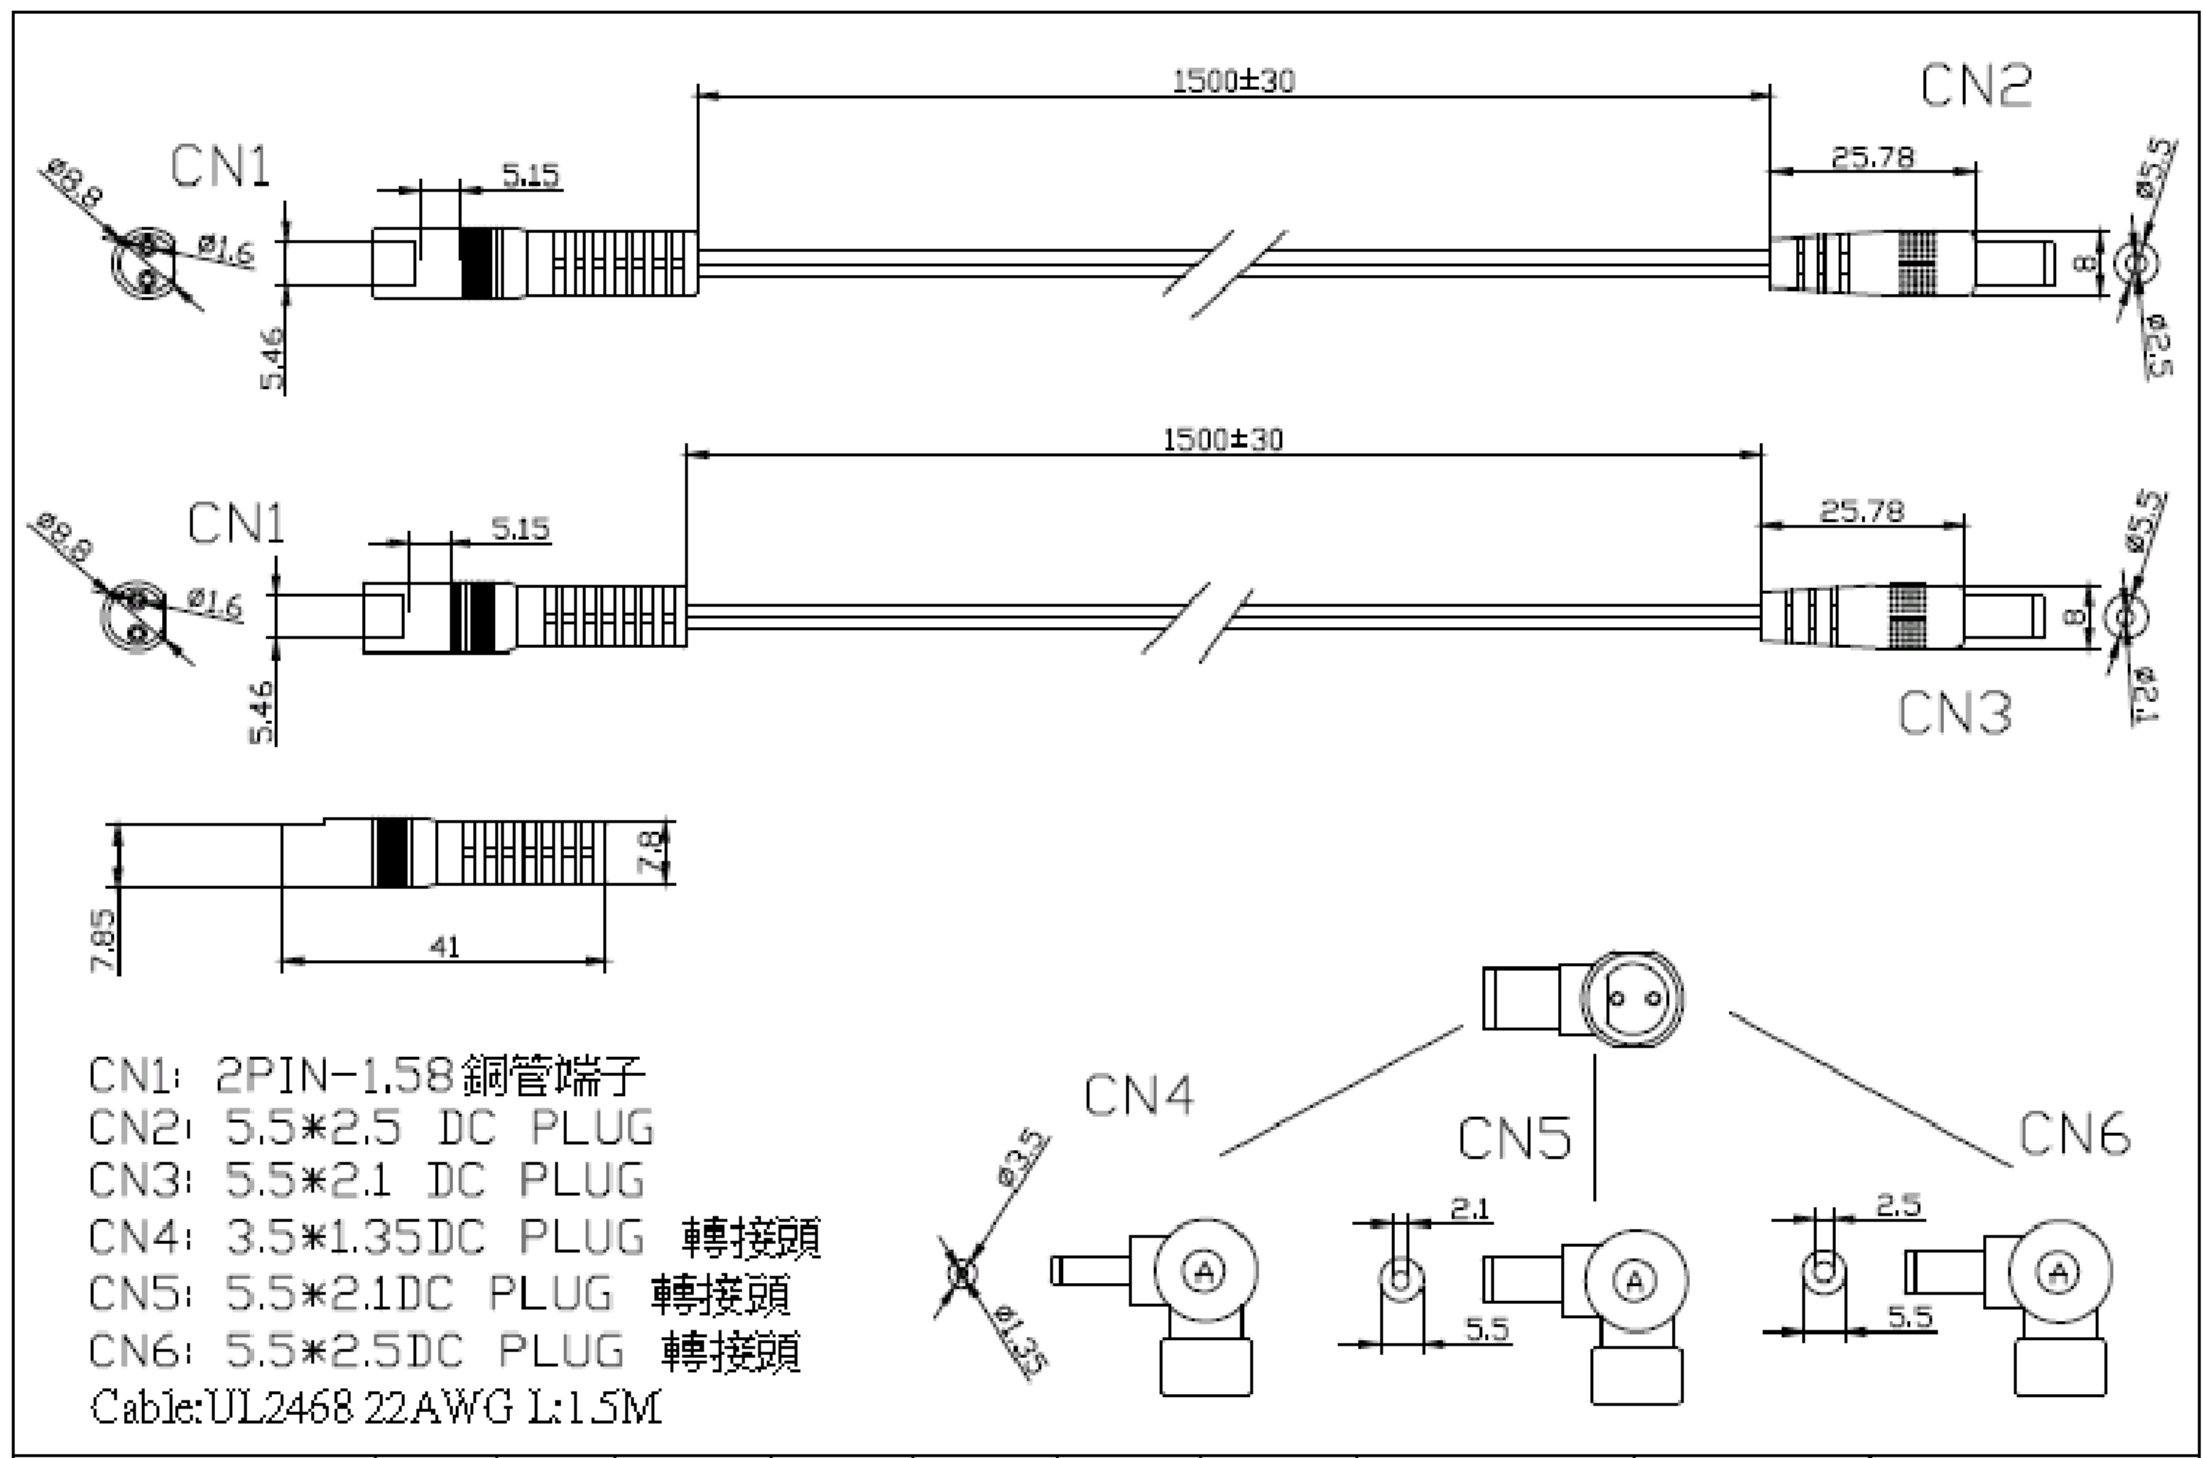 1500±30
CN2
CN1
ø8.8
ø1.6
5.15
5.46
25.78
8
ø5.5
ø2.5
1500±30
CN1
ø8.8
ø1.6
5.15
5.46
25.78
8
ø5.5
ø2.1
CN3
7.85
41
7.8
CN1: 2PIN-1.58銅管端子
CN2: 5.5*2.5 DC PLUG
CN3: 5.5*2.1 DC PLUG
CN4: 3.5*1.35DC PLUG 轉接頭
CN5: 5.5*2.1DC PLUG 轉接頭
CN6: 5.5*2.5DC PLUG 轉接頭
Cable:UL2468 22AWG L:1.5M
CN4
CN5
CN6
ø3.5
ø1.35
A
2.1
5.5
A
2.5
5.5
A